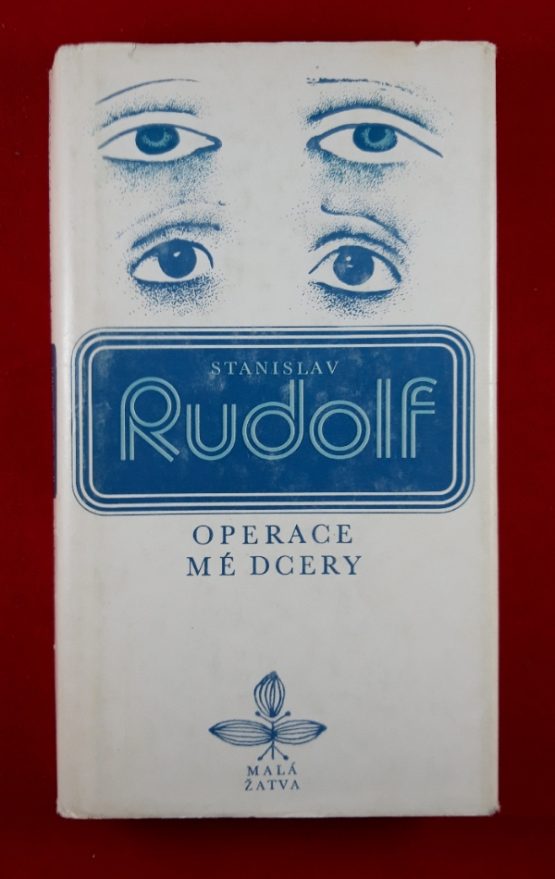 STANISLAV
Rudolf
OPERACE
MÉ DCERY
MALÁ
ŽATVA